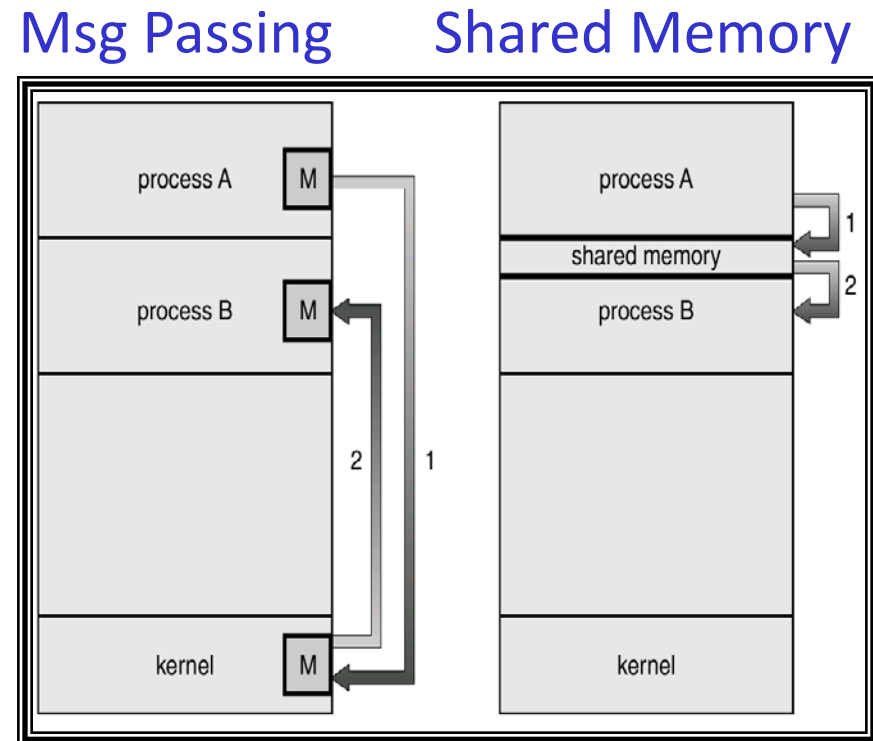 Msg Passing
Shared Memory
process A
M
process B
M
2
1
kernel
M
process A
1
shared memory
2
process B
kernel